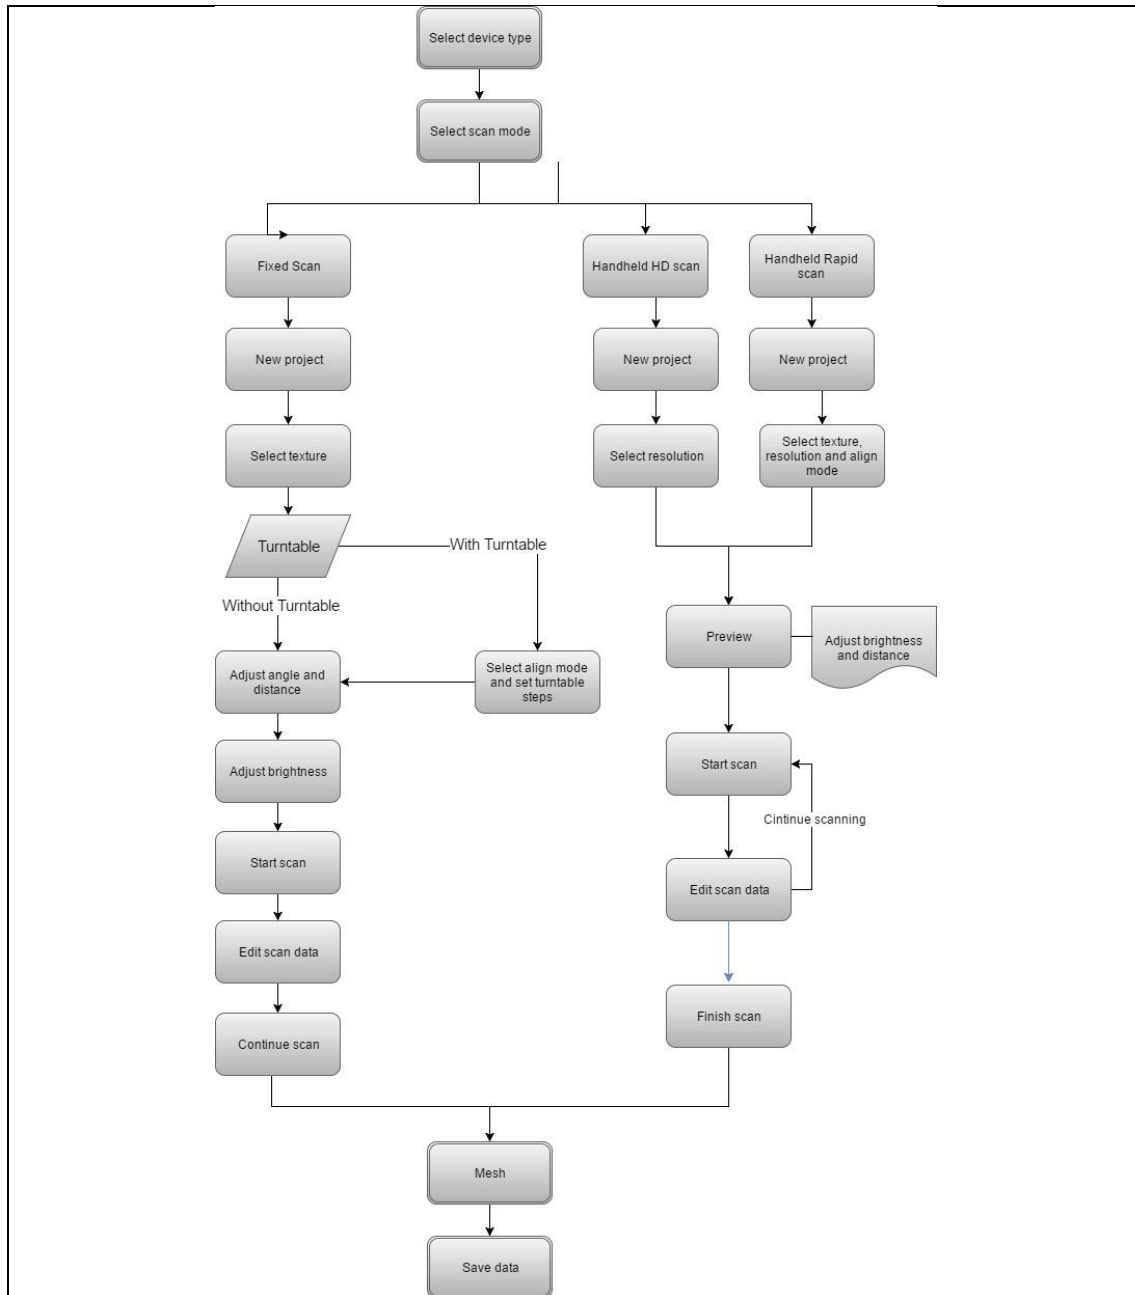 Select device type
Select scan mode
Fixed Scan
Handheld HD scan
Handheld Rapid
scan
New project
New project
New project
Select texture
Select resolution
Select texture,
resolution and align
mode
Turntable
With Turntable
Without Turntable
Adjust angle and
distance
Select align mode
and set turntable
steps
Preview
Adjust brightness
and distance
Adjust brightness
Start scan
Cintinue scanning
Start scan
Edit scan data
Edit scan data
Continue scan
Finish scan
Mesh
Save data